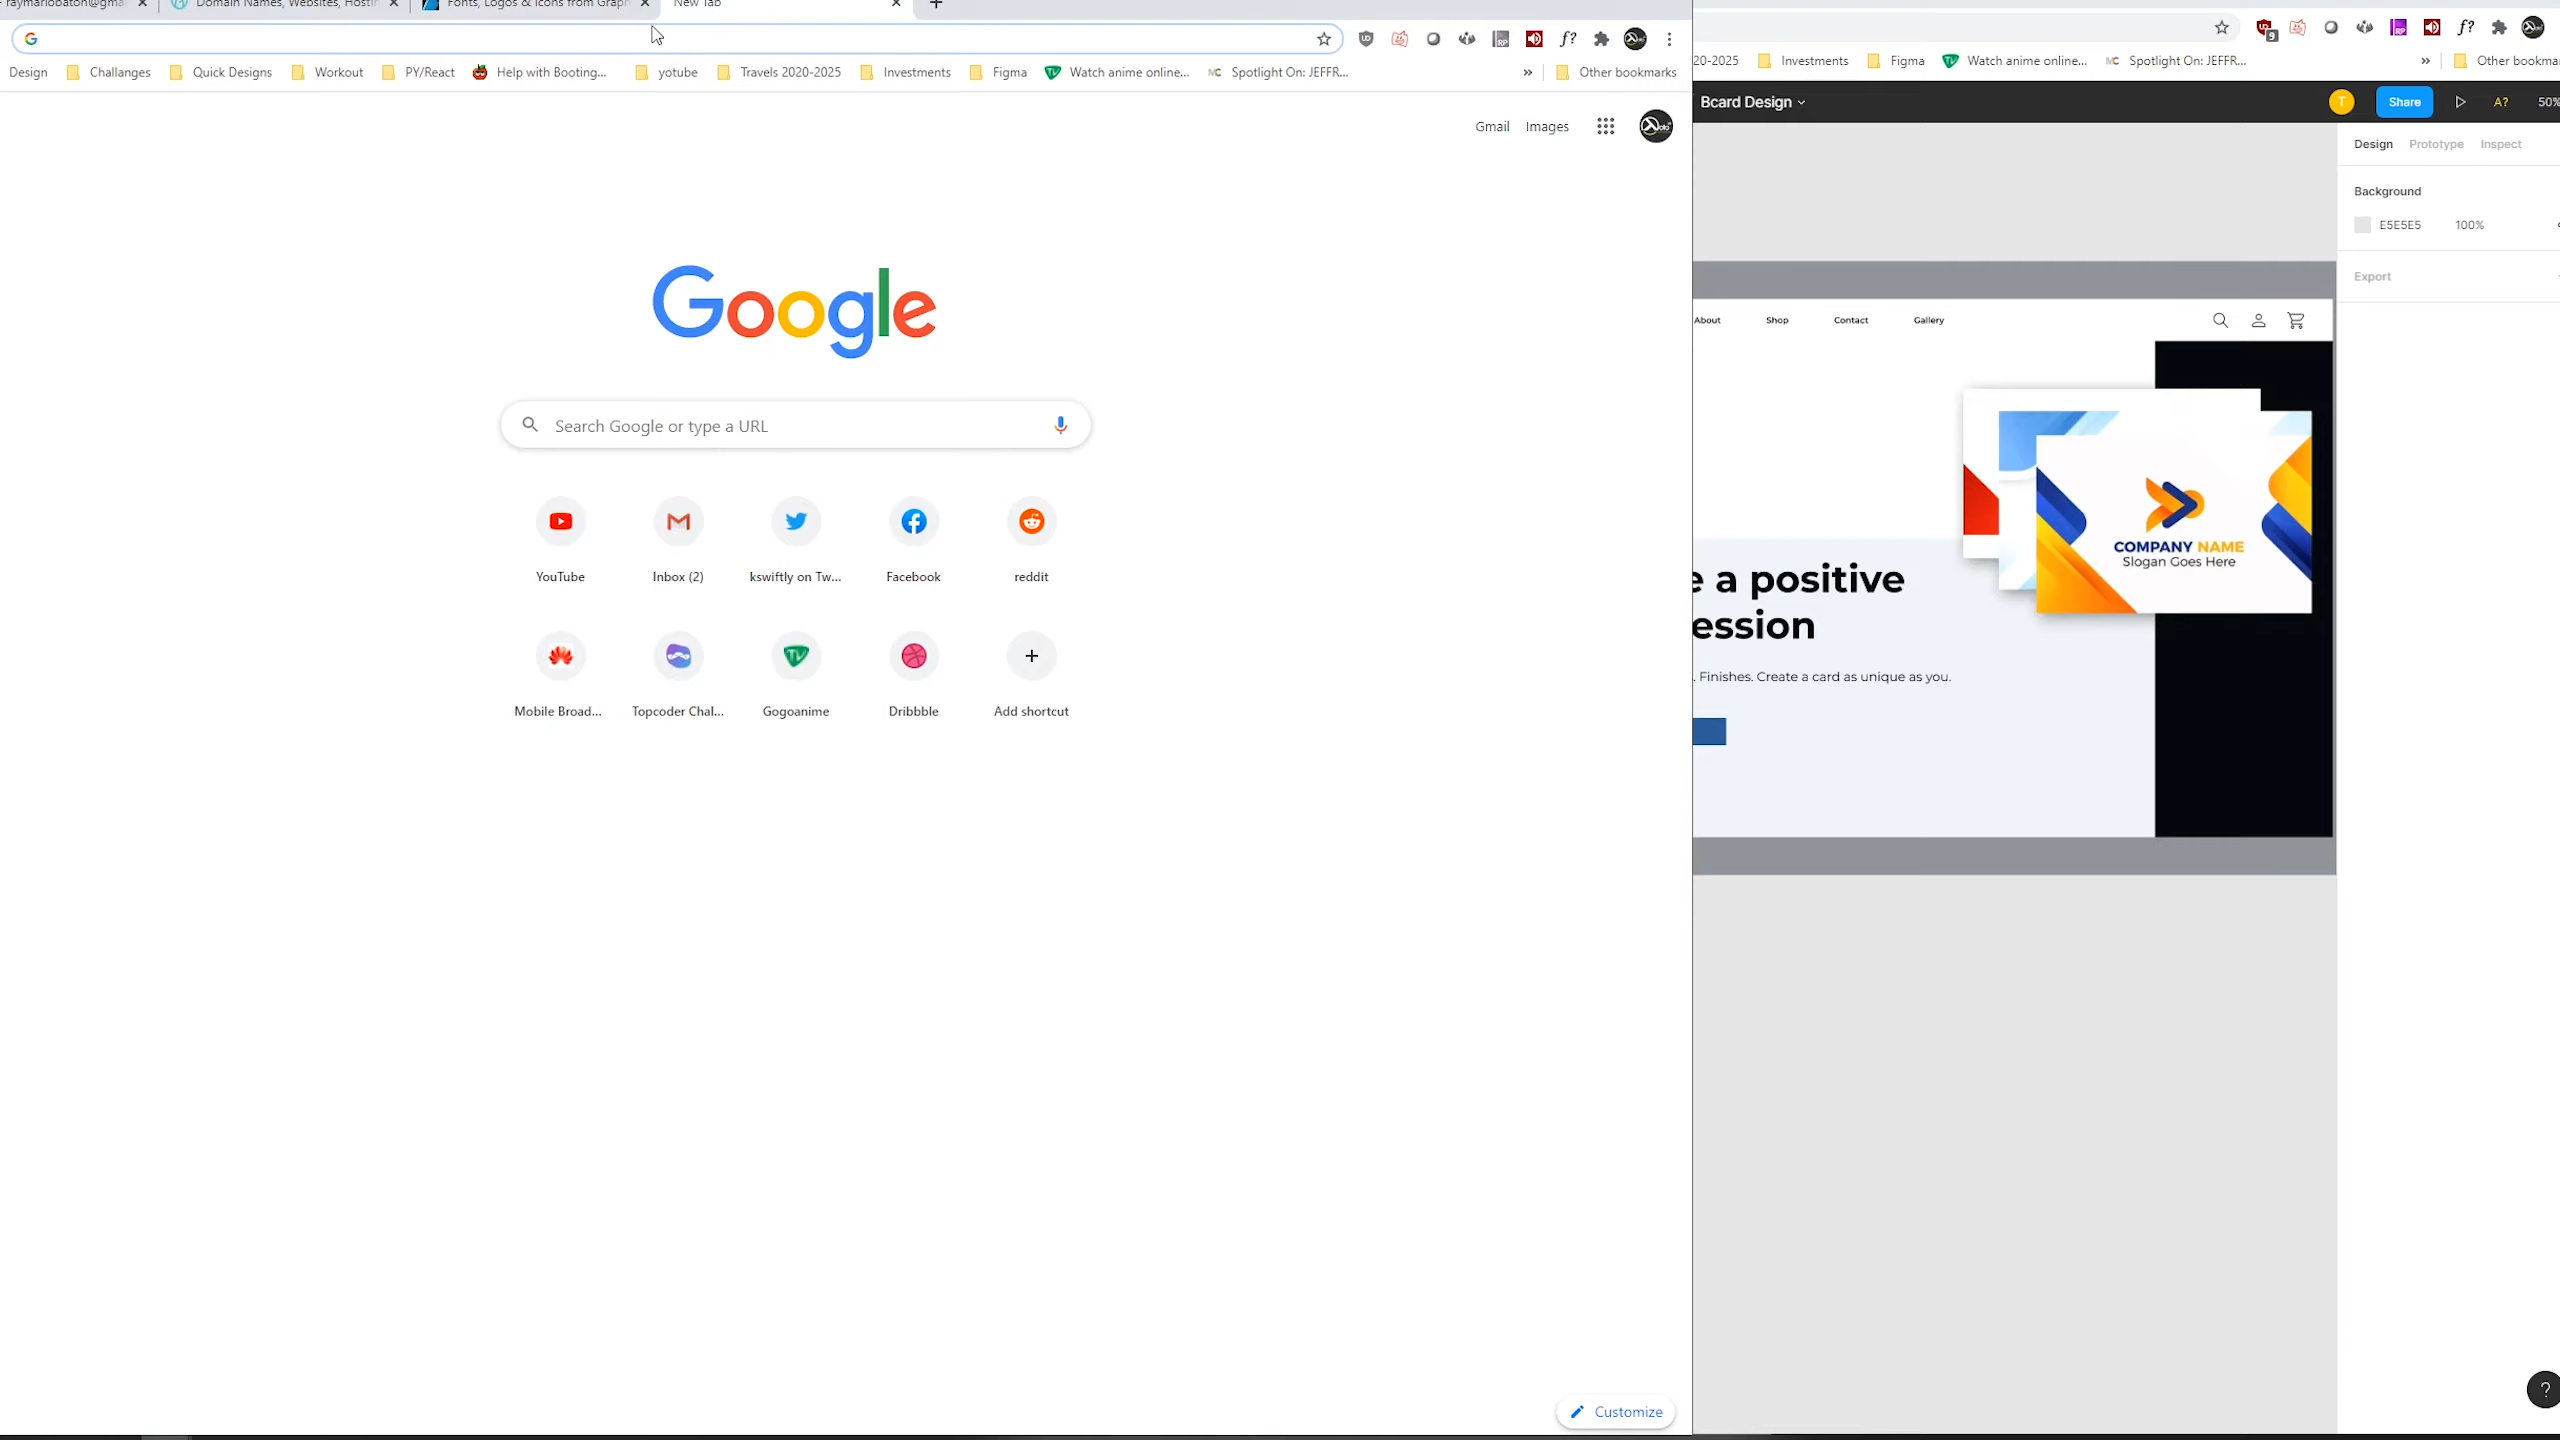 raymariobaton@gma
Domain Names, Websites, Hostin
Fonts, Logos & Icons from Graph
New Tab
Design
Challanges
Quick Designs
Workout
PY/React
Help with Booting...
yotube
Travels 2020-2025
Investments
Figma
Watch anime online...
MC Spotlight On: JEFFR...
»
Other bookmarks
Gmail
Images
Google
Search Google or type a URL
YouTube
Inbox (2)
kswiftly on Tw...
Facebook
reddit
Mobile Broad...
Topcoder Chal...
Gogoanime
Dribbble
Add shortcut
Customize
9
f?
20-2025
Investments
Figma
Watch anime online...
MC Spotlight On: JEFFR...
»
Other bookma
Bcard Design
T
Share
A?
50%
Design
Prototype
Inspect
Background
E5E5E5
100%
Export
About
Shop
Contact
Gallery
COMPANY NAME
Slogan Goes Here
e a positive
ession
. Finishes. Create a card as unique as you.
?